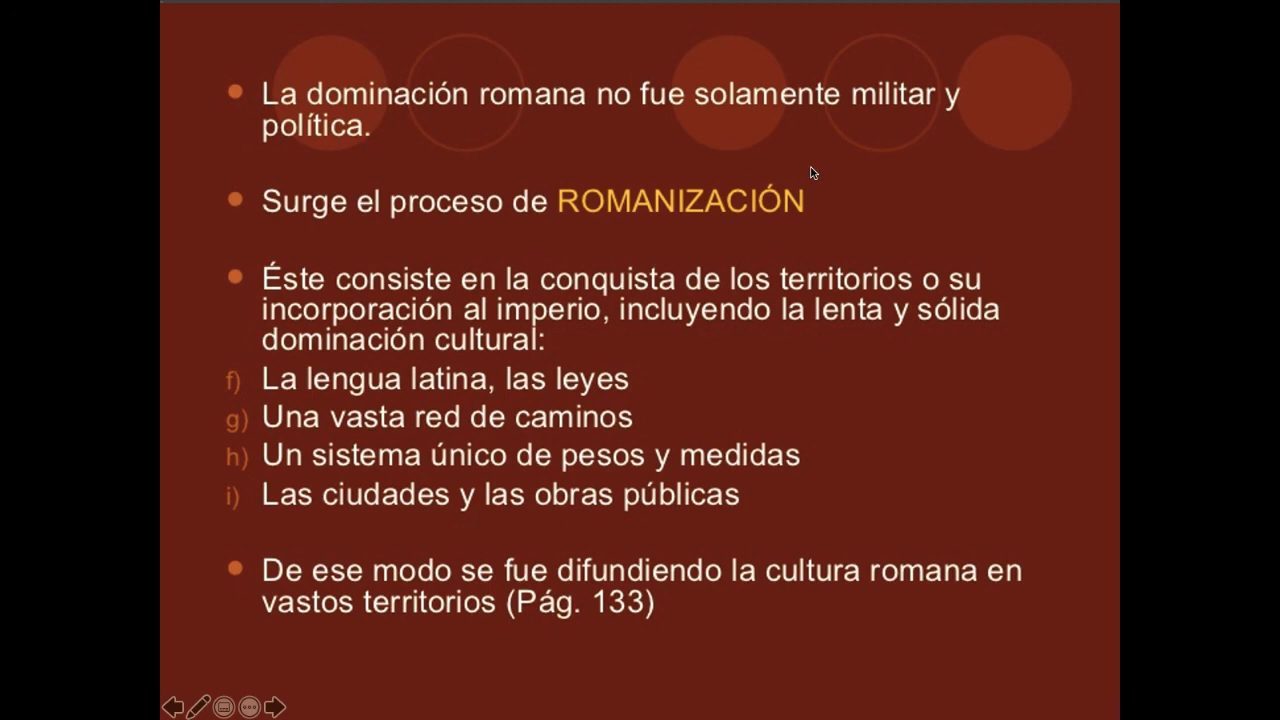 La dominación romana no fue solamente militar y
política.
Surge el proceso de ROMANIZACIÓN
Éste consiste en la conquista de los territorios o su
incorporación al imperio, incluyendo la lenta y sólida
dominación cultural:
f) La lengua latina, las leyes
g) Una vasta red de caminos
h) Un sistema único de pesos y medidas
i) Las ciudades y las obras públicas
De ese modo se fue difundiendo la cultura romana en
vastos territorios (Pág. 133)